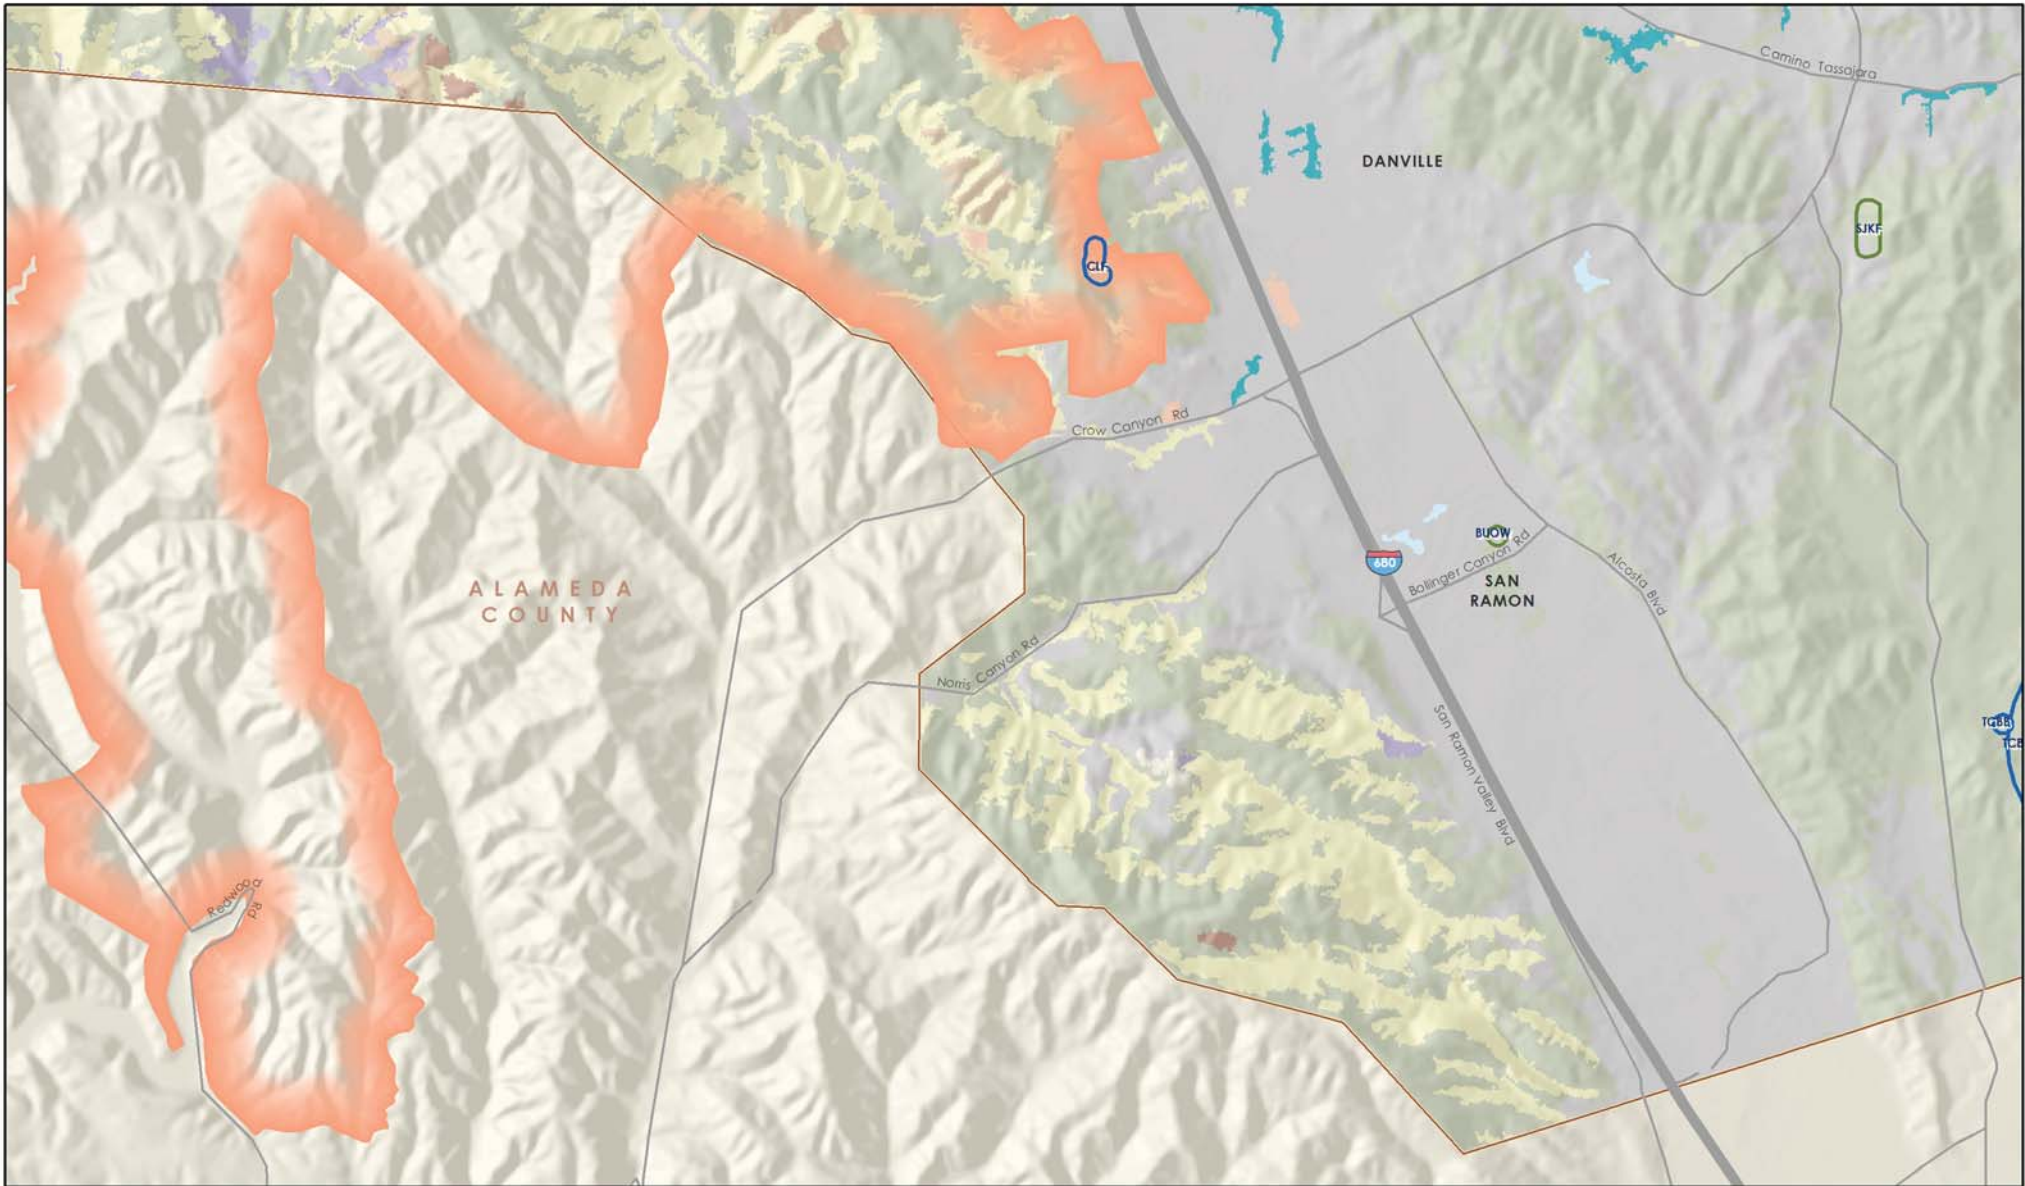 Camino Tassajara
DANVILLE
SJKF
CLF
Crow Canyon Rd
680
BUOW
Bollinger Canyon Rd
SAN
RAMON
Alcosta Blvd
ALAMEDA
COUNTY
Norris Canyon Rd
San Ramon Valley Blvd
TCBB
TCB
Redwood Rd